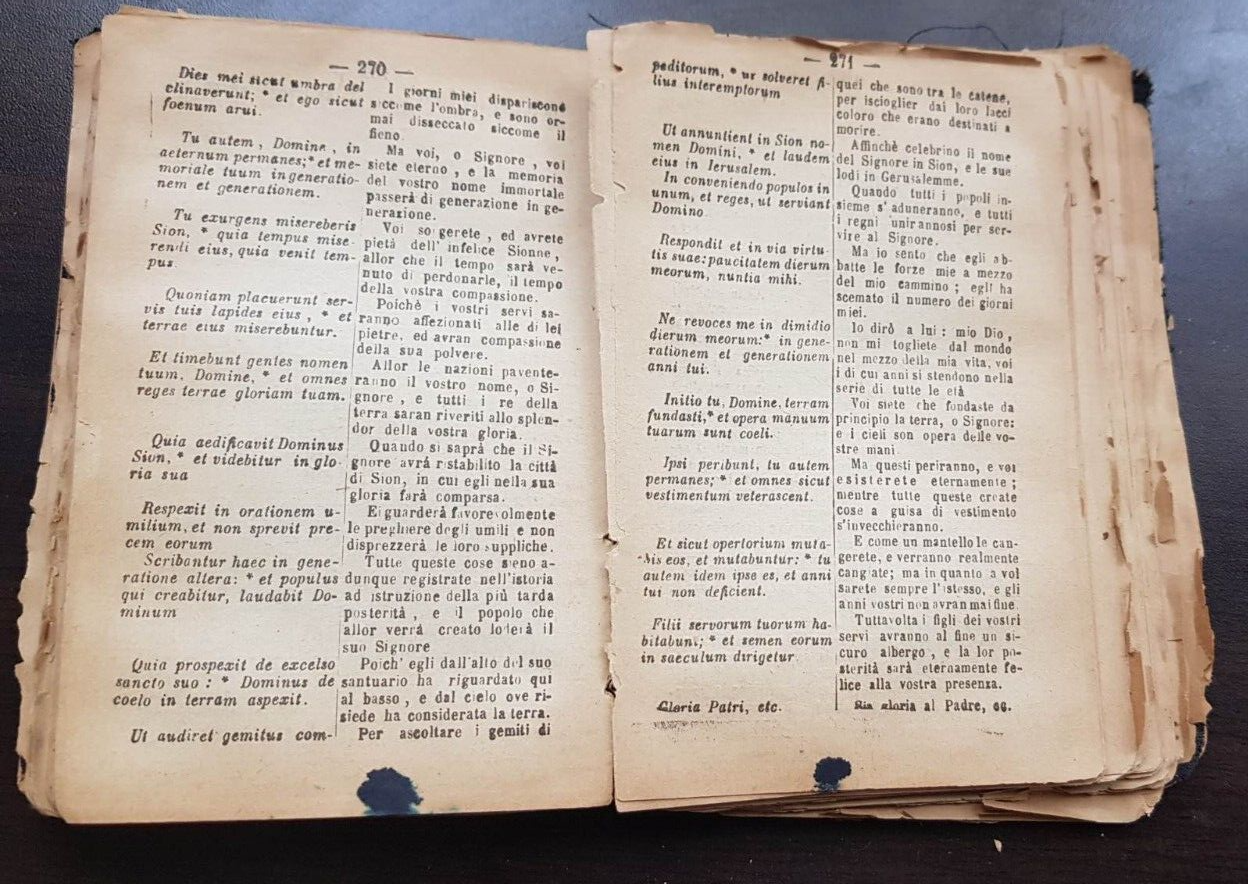 — 270 —
Dies mei sicut umbra de
clinaverunt; * et ego sicut
foenum arui.
Tu autem, Domine, in
aeternum permanes; * et me-
moriale tuum in generatio-
nem et generationem.
Tu exurgens misereberis
Sion, * quia tempus mise-
rendi eius, quia venit tem-
pus.
Quoniam placuerunt ser-
vis tuis lapides eius, * et
terrae eius miserebuntur.
Et timebunt gentes nomen
tuum, Domine, * et omnes
reges terrae gloriam tuam.
Quia aedificavit Dominus
Sion, * et videbitur in glo-
ria sua
Respexit in orationem u-
milium, et non sprevit pre-
cem eorum
Scribantur haec in gene-
ratione altera: * et populus
qui creabitur, laudabit Do-
minum
Quia prospexit de excelso
sancto suo: * Dominus de
coelo in terram aspexit.
Ut audiret gemitus com-
I giorni miei dispariscono
siccome l'ombra, e sono or-
mai disseccato siccome il
fieno.
Ma voi, o Signore, voi
siete eterno, e la memoria
del vostro nome immortale
passerà di generazione in ge-
nerazione.
Voi sorgerete, ed avrete
pietà dell'infelice Sionne,
allor che il tempo sarà ve-
nuto di perdonarle, il tempo
della vostra compassione.
Poichè i vostri servi sa-
ranno affezionati alle di lei
pietre, ed avran compassione
della sua polvere.
Allor le nazioni pavente-
ranno il vostro nome, o Si-
gnore, e tutti i re della
terra saran riveriti allo splen-
dor della vostra gloria.
Quando si saprà che il Si-
gnore avrà ristabilito la città
di Sion, in cui egli nella sua
gloria farà comparsa.
Ei guarderà favorevolmente
le preghiere degli umili e non
disprezzerà le loro suppliche.
Tutte queste cose sieno a-
dunque registrate nell'istoria
ad istruzione della più tarda
posterità, e il popolo che
allor verrà creato loderà il
suo Signore
Poich' egli dall'alto del suo
santuario ha riguardato qui
al basso, e dal cielo ove ri-
siede ha considerata la terra.
Per ascoltare i gemiti di
— 271 —
peditorum, * ut solveret fi-
lius interemptorum
Ut annuntient in Sion no-
men Domini, * et laudem
eius in Ierusalem.
In conveniendo populos in
unum, et reges, ut serviant
Domino
Respondit et in via virtu-
tis suae: paucitatem dierum
meorum, nuntia mihi.
Ne revoces me in dimidio
dierum meorum: * in gene-
rationem et generationem
anni tui.
Initio tu, Domine, terram
fundasti, * et opera manuum
tuarum sunt coeli.
Ipsi peribunt, tu autem
permanes; * et omnes sicut
vestimentum veterascent.
Et sicut opertorium muta-
bis eos, et mutabuntur: * tu
autem idem ipse es, et anni
tui non deficient.
Filii servorum tuorum ha-
bitabunt; * et semen eorum
in saeculum dirigetur
Gloria Patri, etc.
quei che sono tra le catene,
per iscioglier dai loro lacci
coloro che erano destinati a
morire.
Affinchè celebrino il nome
del Signore in Sion, e le sue
lodi in Gerusalemme.
Quando tutti i popoli in-
sieme s'aduneranno, e tutti
i regni unirannosi per ser-
vire al Signore.
Ma io sento che egli ab-
batte le forze mie a mezzo
del mio cammino; egli ha
scemato il numero dei giorni
miei.
Io dirò a lui: mio Dio,
non mi togliete dal mondo
nel mezzo della mia vita, voi
i di cui anni si stendono nella
serie di tutte le età
Voi siete che fondaste da
principio la terra, o Signore:
e i cieli son opera delle vo-
stre mani.
Ma questi periranno, e voi
esisterete eternamente;
mentre tutte queste create
cose a guisa di vestimento
s'invecchieranno.
E come un mantello le can-
gerete, e verranno realmente
cangiate; ma in quanto a voi
sarete sempre l'istesso, e gli
anni vostri non avran mai fine
Tuttavolta i figli dei vostri
servi avranno al fine un si-
curo albergo, e la lor po-
sterità sarà eternamente fe-
lice alla vostra presenza.
Sia gloria al Padre, ec.